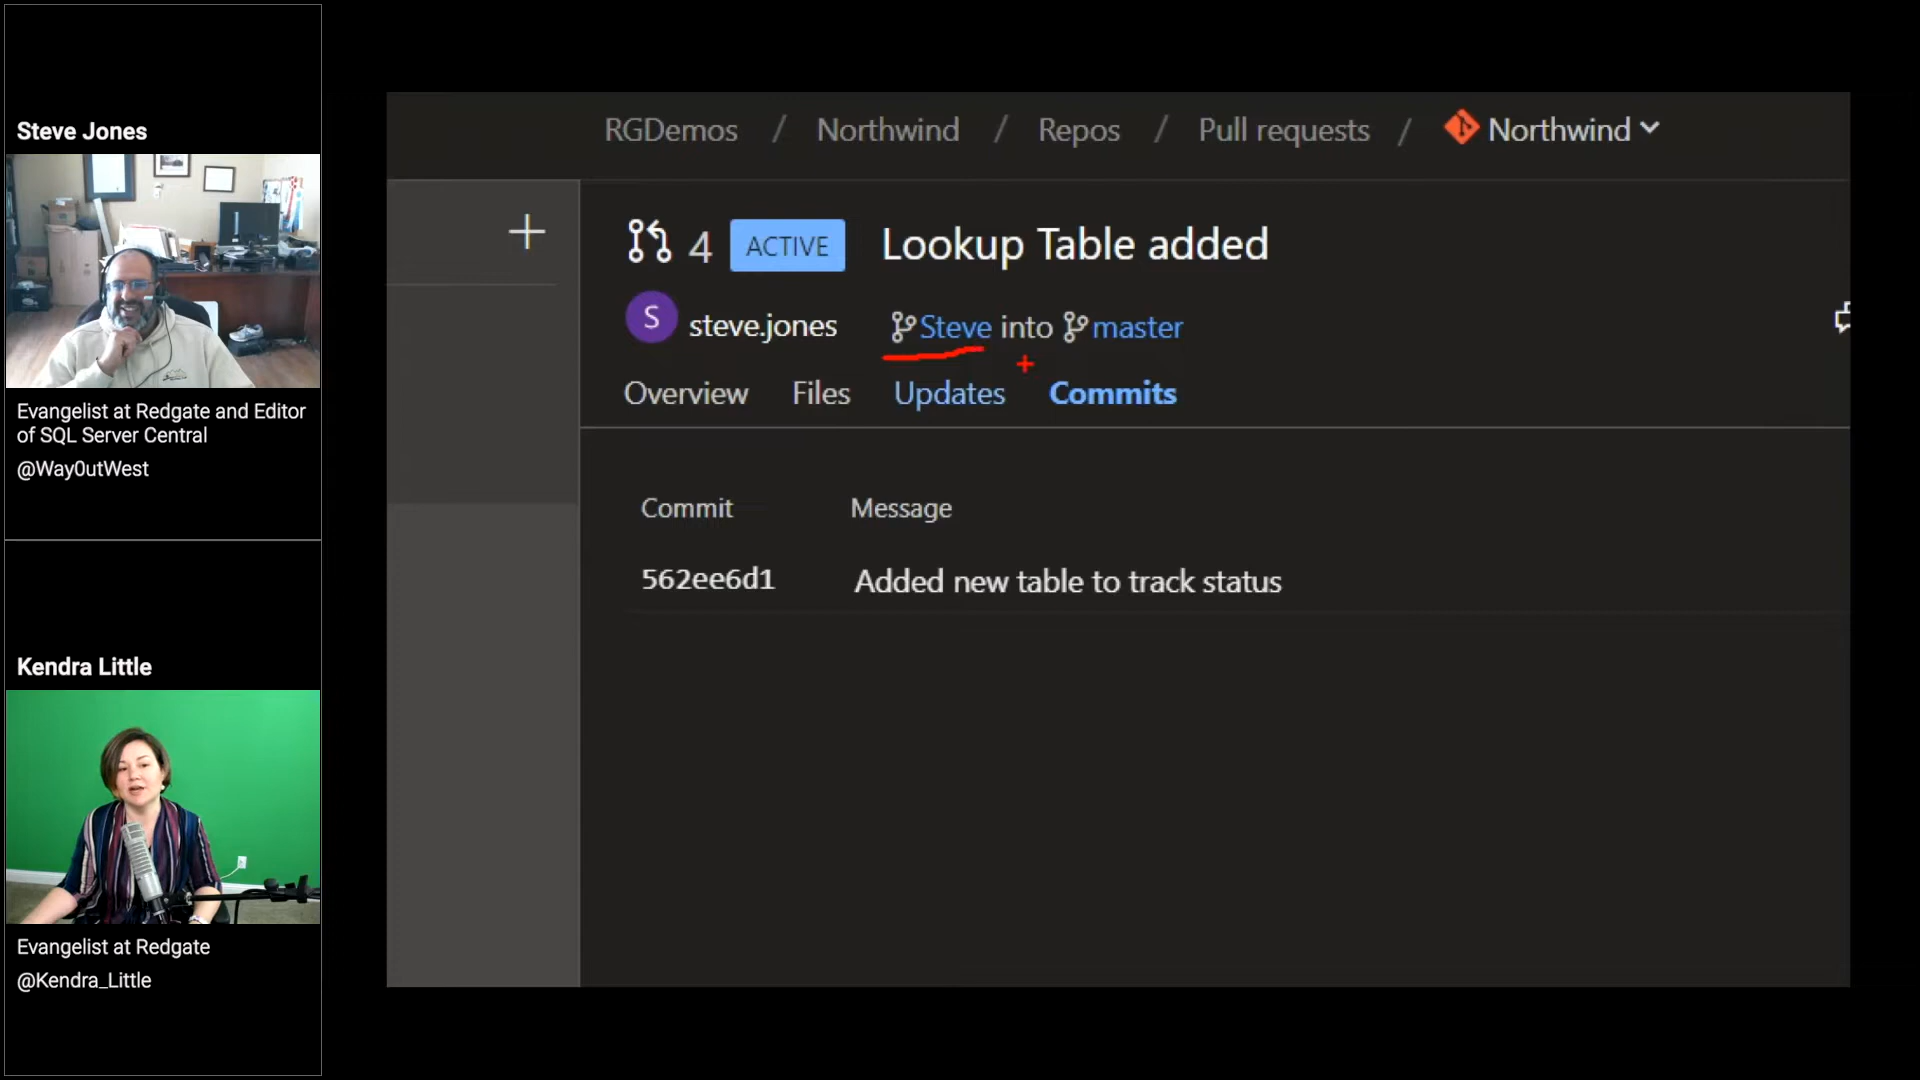 Steve Jones
Evangelist at Redgate and Editor
of SQL Server Central
@Way0utWest
Kendra Little
Evangelist at Redgate
@Kendra_Little
RGDemos / Northwind / Repos / Pull requests / Northwind
4 ACTIVE Lookup Table added
S steve.jones Steve into master
Overview Files Updates Commits
Commit Message
562ee6d1 Added new table to track status